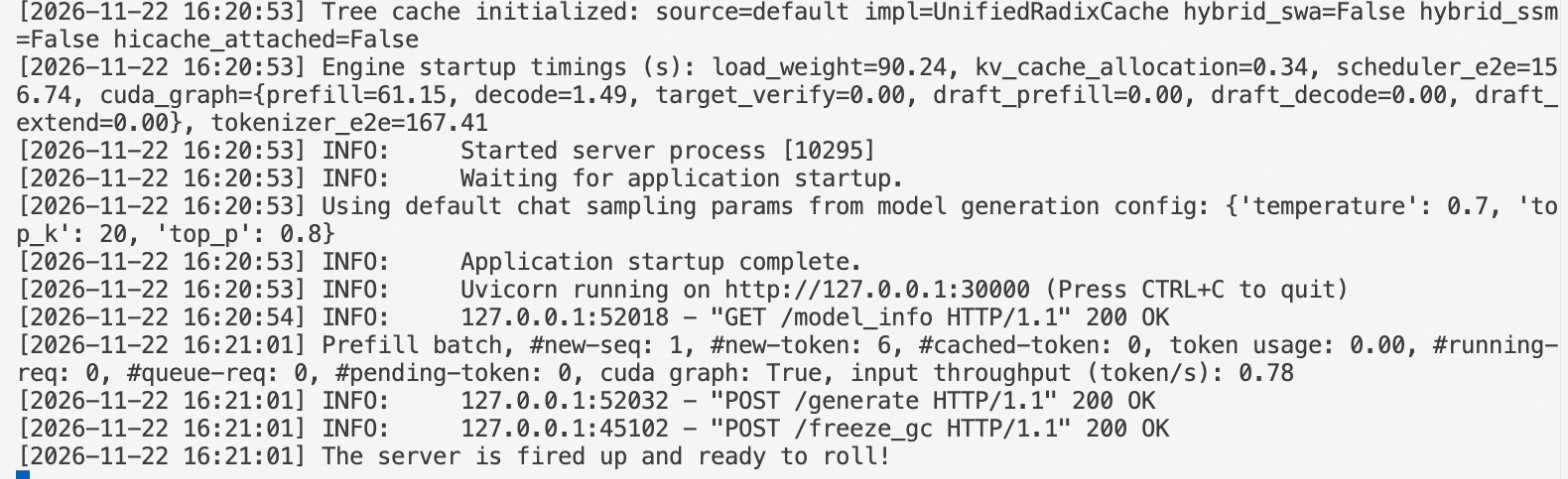 [2026-11-22 16:20:53] Tree cache initialized: source=default impl=UnifiedRadixCache hybrid_swa=False hybrid_ssm
=False hicache_attached=False
[2026-11-22 16:20:53] Engine startup timings (s): load_weight=90.24, kv_cache_allocation=0.34, scheduler_e2e=15
6.74, cuda_graph={prefill=61.15, decode=1.49, target_verify=0.00, draft_prefill=0.00, draft_decode=0.00, draft_
extend=0.00}, tokenizer_e2e=167.41
[2026-11-22 16:20:53] INFO:     Started server process [10295]
[2026-11-22 16:20:53] INFO:     Waiting for application startup.
[2026-11-22 16:20:53] Using default chat sampling params from model generation config: {'temperature': 0.7, 'to
p_k': 20, 'top_p': 0.8}
[2026-11-22 16:20:53] INFO:     Application startup complete.
[2026-11-22 16:20:53] INFO:     Uvicorn running on http://127.0.0.1:30000 (Press CTRL+C to quit)
[2026-11-22 16:20:54] INFO:     127.0.0.1:52018 - "GET /model_info HTTP/1.1" 200 OK
[2026-11-22 16:21:01] Prefill batch, #new-seq: 1, #new-token: 6, #cached-token: 0, token usage: 0.00, #running-
req: 0, #queue-req: 0, #pending-token: 0, cuda graph: True, input throughput (token/s): 0.78
[2026-11-22 16:21:01] INFO:     127.0.0.1:52032 - "POST /generate HTTP/1.1" 200 OK
[2026-11-22 16:21:01] INFO:     127.0.0.1:45102 - "POST /freeze_gc HTTP/1.1" 200 OK
[2026-11-22 16:21:01] The server is fired up and ready to roll!